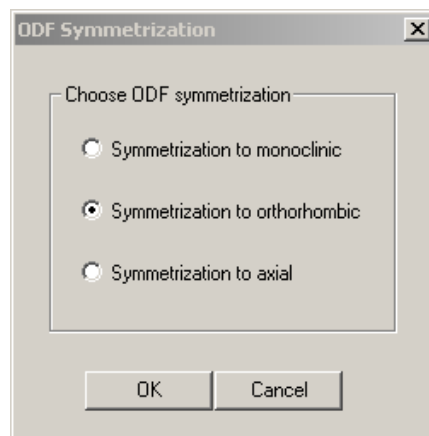 ODF Symmetrization
Choose ODF symmetrization
Symmetrization to monoclinic
Symmetrization to orthorhombic
Symmetrization to axial
OK Cancel